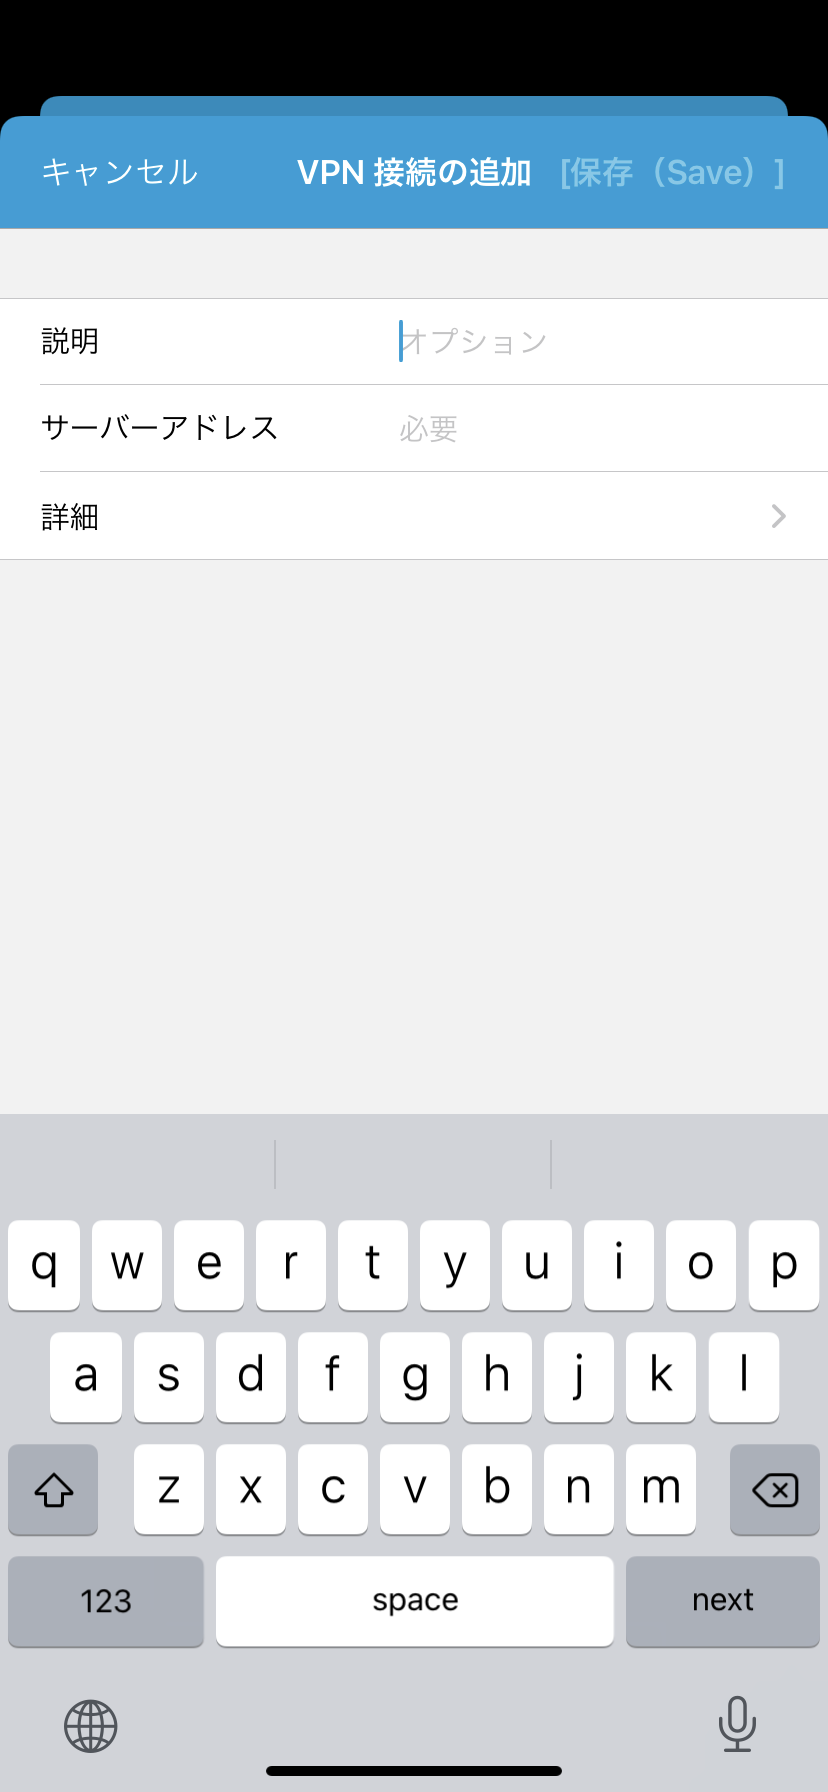 キャンセル VPN 接続の追加 [保存（Save）]
説明 オプション
サーバーアドレス 必要
詳細
q w e r t y u i o p
a s d f g h j k l
z x c v b n m
123 space next